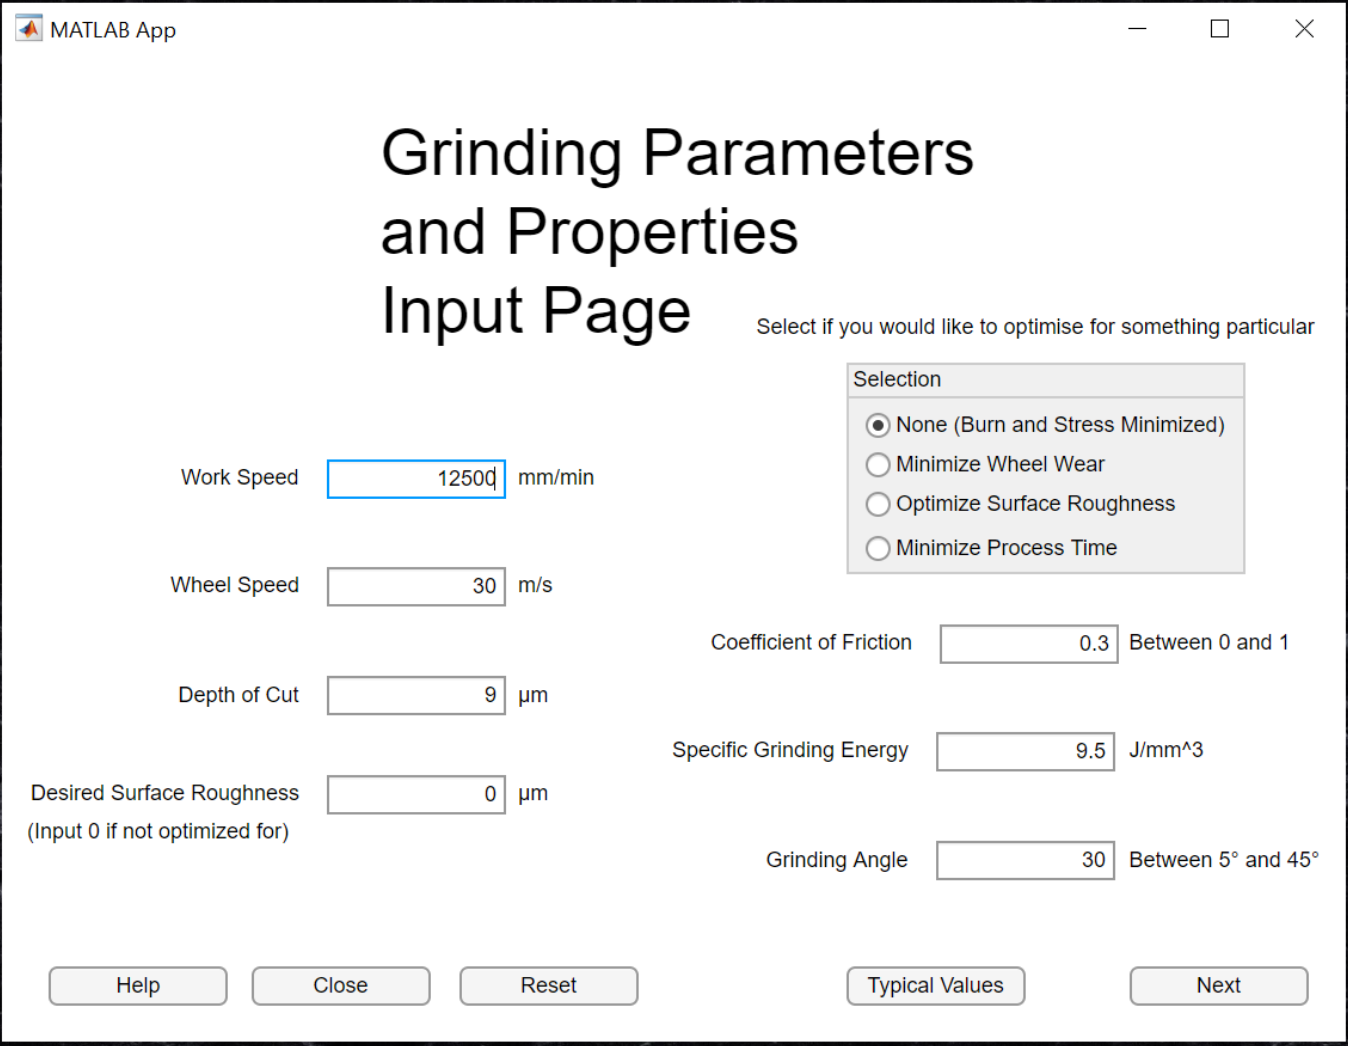 MATLAB App
Grinding Parameters
and Properties
Input Page
Select if you would like to optimise for something particular
Selection
None (Burn and Stress Minimized)
Minimize Wheel Wear
Optimize Surface Roughness
Minimize Process Time
Work Speed 12500 mm/min
Wheel Speed 30 m/s
Depth of Cut 9 μm
Desired Surface Roughness 0 μm
(Input 0 if not optimized for)
Coefficient of Friction 0.3 Between 0 and 1
Specific Grinding Energy 9.5 J/mm^3
Grinding Angle 30 Between 5° and 45°
Help Close Reset Typical Values Next